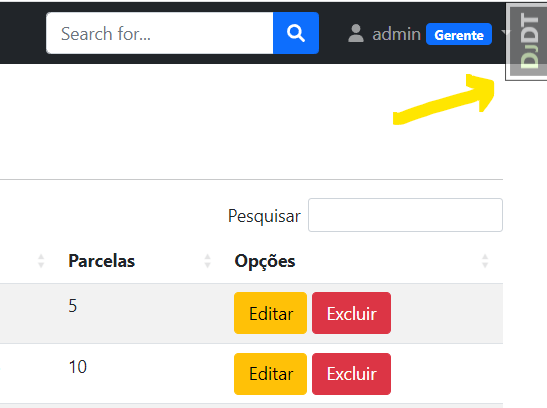 Search for...
admin Gerente
DJDT
Pesquisar
Parcelas
Opções
5
Editar
Excluir
10
Editar
Excluir